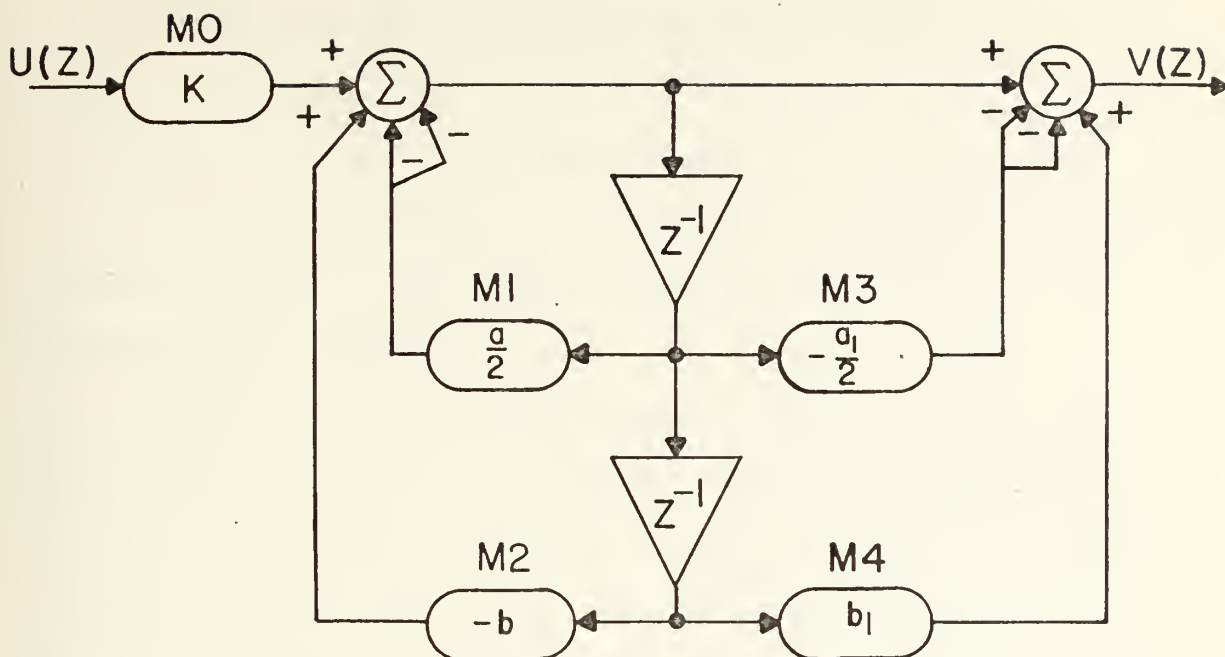 M0
U(Z)
K
+
+
Σ
-
-
+
-
-
Σ
+
V(Z)
Z⁻¹
M1
a/2
M3
-a₁/2
Z⁻¹
M2
-b
M4
b₁